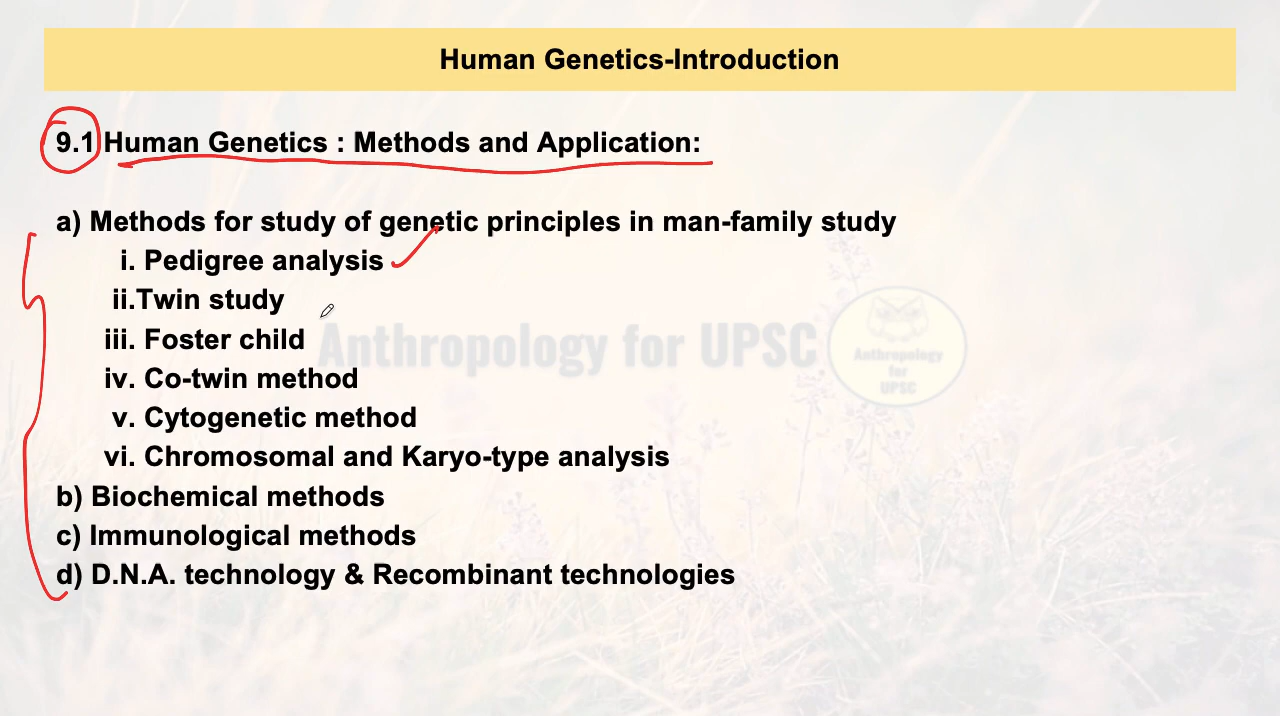 Human Genetics-Introduction
9.1 Human Genetics : Methods and Application:
a) Methods for study of genetic principles in man-family study
i. Pedigree analysis
ii.Twin study
iii. Foster child
Anthropology for UPSC
Anthropology
for
UPSC
iv. Co-twin method
v. Cytogenetic method
vi. Chromosomal and Karyo-type analysis
b) Biochemical methods
c) Immunological methods
d) D.N.A. technology & Recombinant technologies